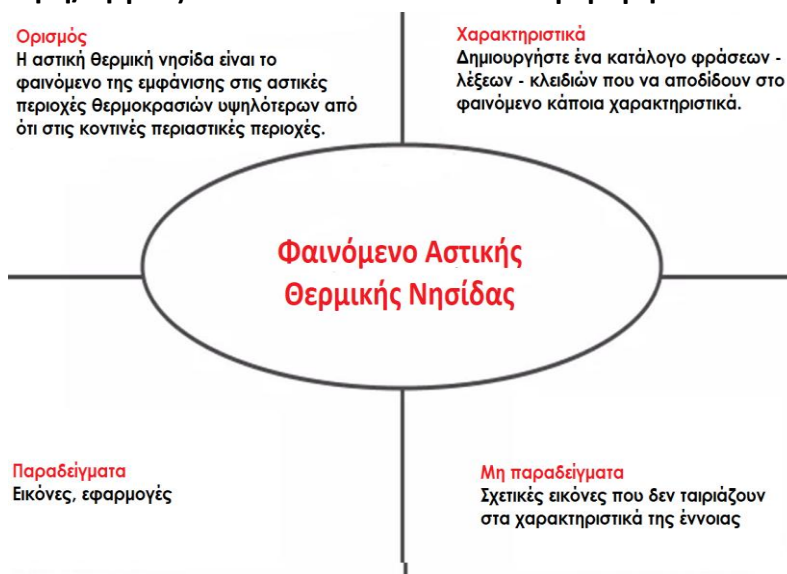 Ορισμός
Η αστική θερμική νησίδα είναι το
φαινόμενο της εμφάνισης στις αστικές
περιοχές θερμοκρασιών υψηλότερων από
ότι στις κοντινές περιαστικές περιοχές.
Χαρακτηριστικά
Δημιουργήστε ένα κατάλογο φράσεων -
λέξεων - κλειδιών που να αποδίδουν στο
φαινόμενο κάποια χαρακτηριστικά.
Φαινόμενο Αστικής
Θερμικής Νησίδας
Παραδείγματα
Εικόνες, εφαρμογές
Μη παραδείγματα
Σχετικές εικόνες που δεν ταιριάζουν
στα χαρακτηριστικά της έννοιας